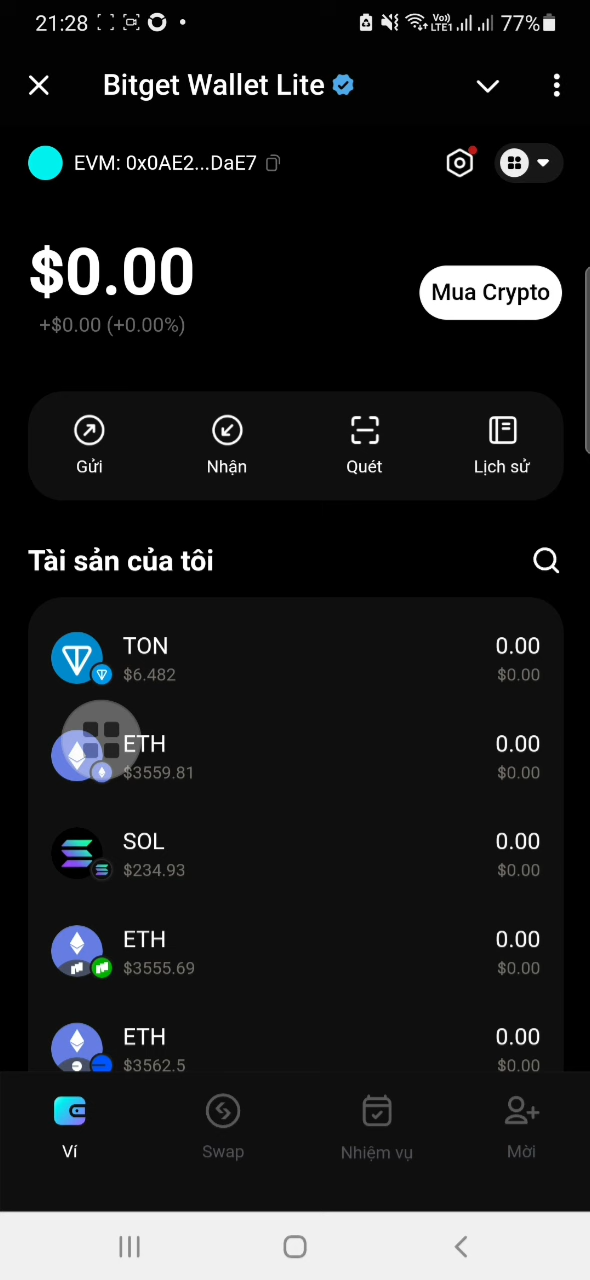 21:28 Vo)) LTE1 77%
Bitget Wallet Lite
EVM: 0x0AE2...DaE7
$0.00
+$0.00 (+0.00%)
Mua Crypto
Gửi Nhận Quét Lịch sử
Tài sản của tôi
TON 0.00
$6.482 $0.00
ETH 0.00
$3559.81 $0.00
SOL 0.00
$234.93 $0.00
ETH 0.00
$3555.69 $0.00
ETH 0.00
$3562.5 $0.00
Ví Swap Nhiệm vụ Mời